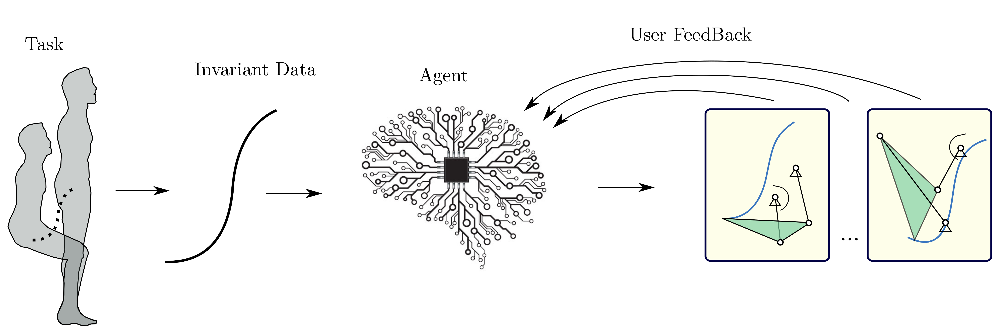 Task
Invariant Data
Agent
User FeedBack
...